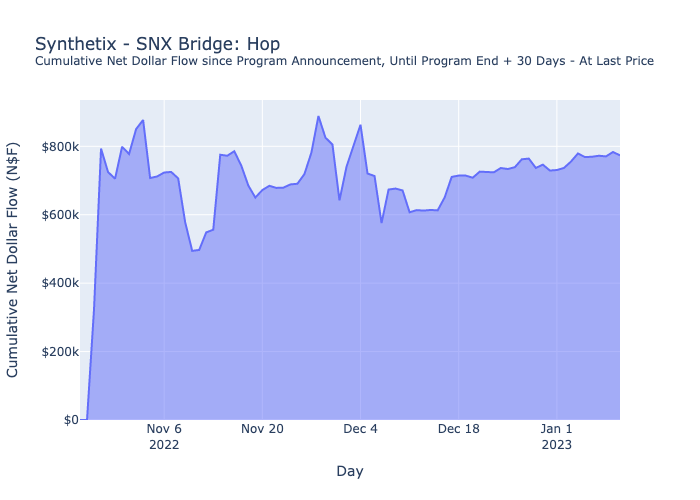 Synthetix - SNX Bridge: Hop
Cumulative Net Dollar Flow since Program Announcement, Until Program End + 30 Days - At Last Price
Cumulative Net Dollar Flow (N$F)
$800k
$600k
$400k
$200k
$0
Nov 6
2022
Nov 20
Dec 4
Dec 18
Jan 1
2023
Day